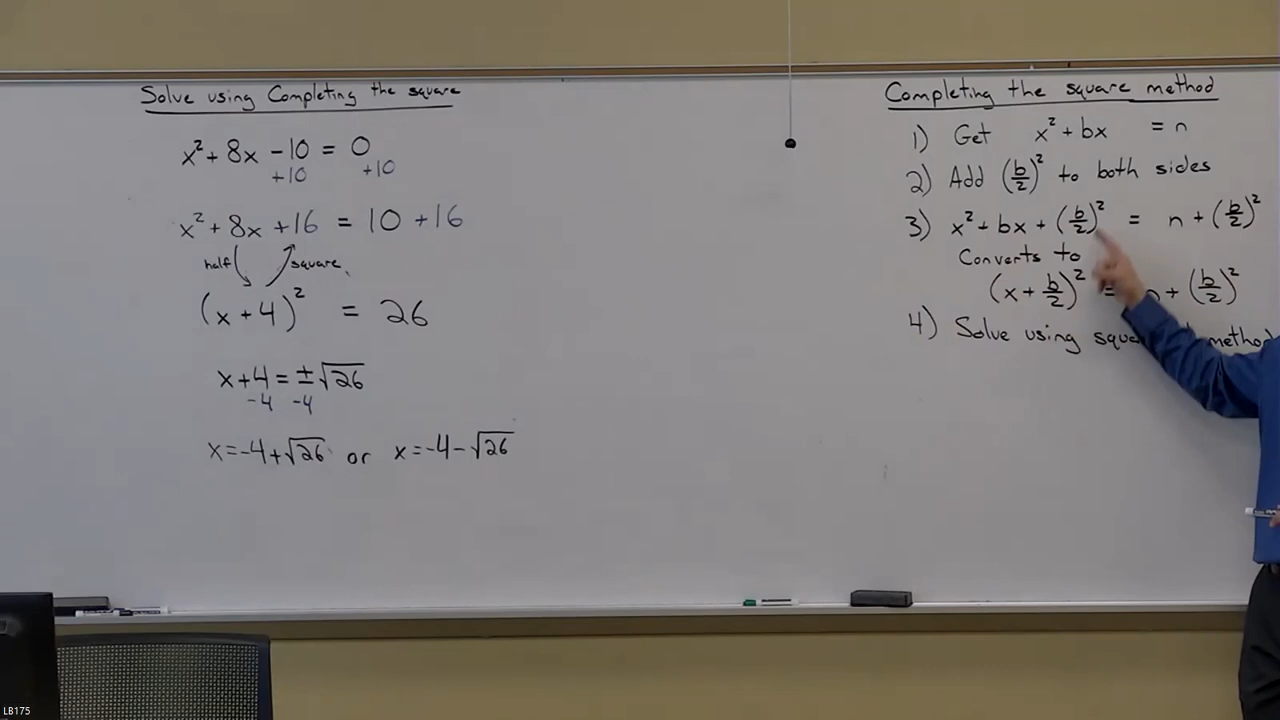 Solve using Completing the square
x² + 8x - 10 = 0
+10 +10
x² + 8x + 16 = 10 + 16
half square
(x + 4)² = 26
x + 4 = ±√26
-4 -4
x = -4 + √26 or x = -4 - √26
Completing the square method
1) Get x² + bx = n
2) Add (b/2)² to both sides
3) x² + bx + (b/2)² = n + (b/2)²
Converts to
(x + b/2)² = n + (b/2)²
4) Solve using method
LB175